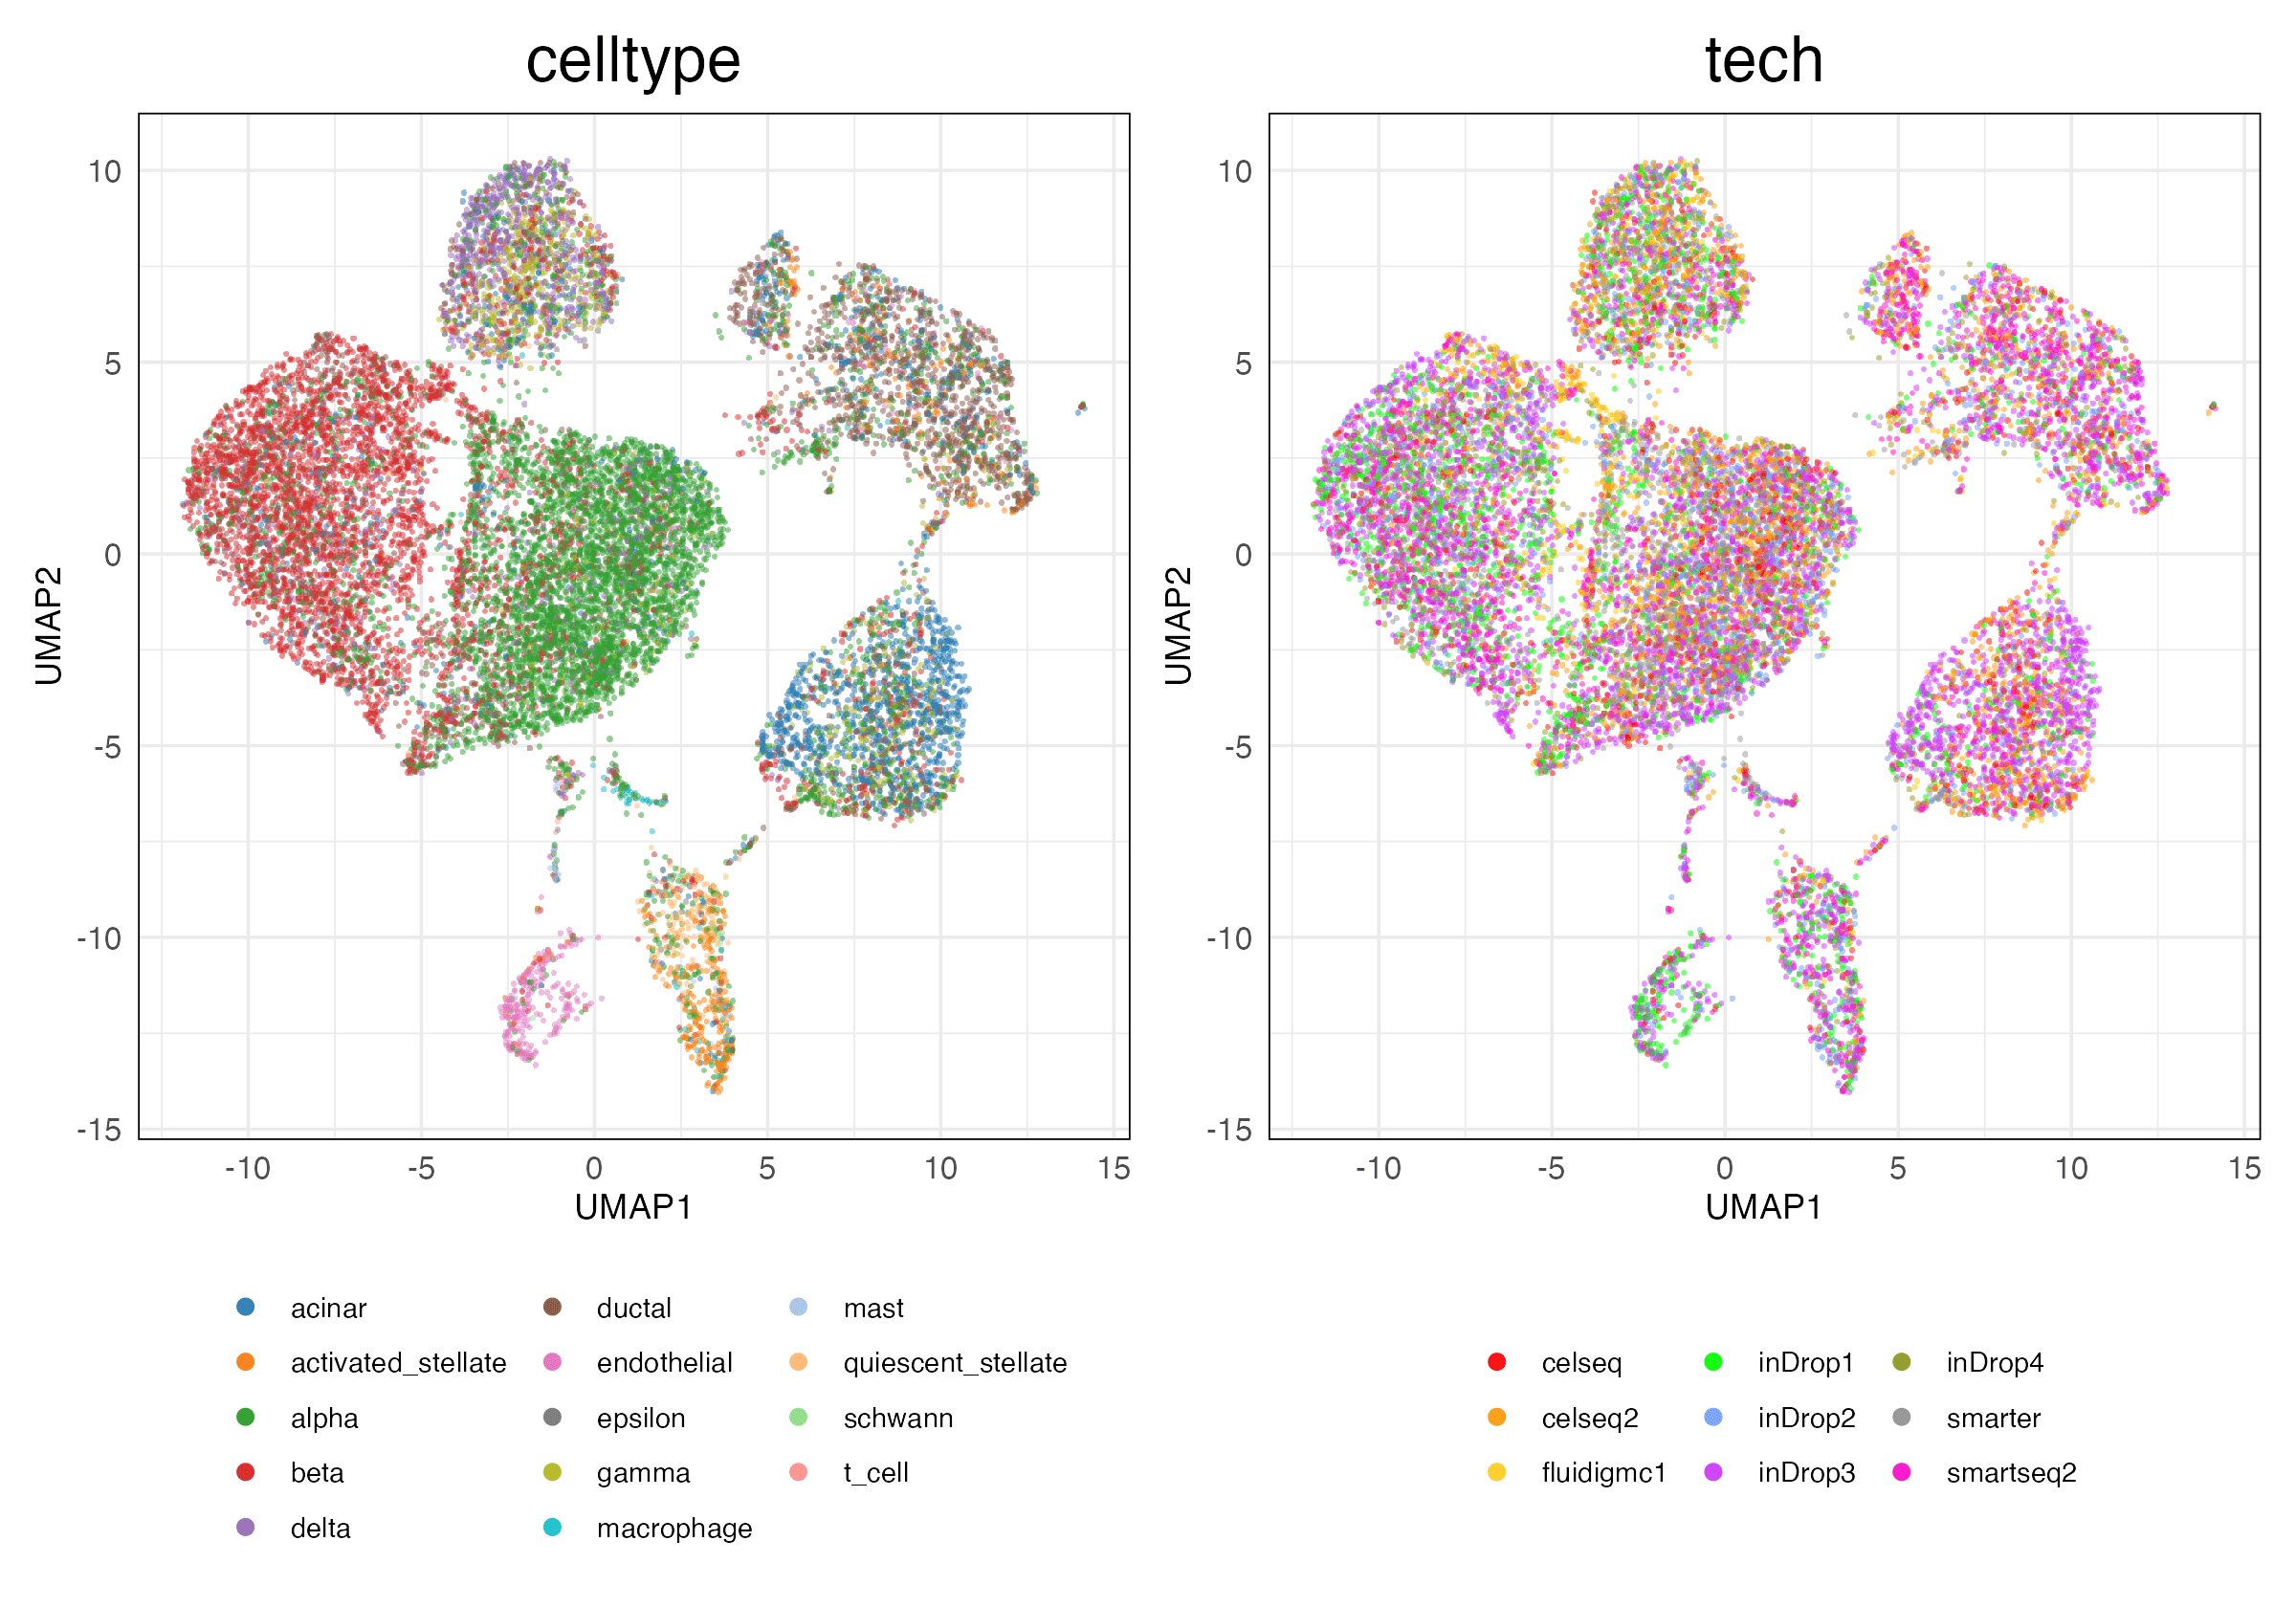 celltype
tech
10
5
0
-5
-10
-15
UMAP2
-10 -5 0 5 10 15
UMAP1
10
5
0
-5
-10
-15
UMAP2
-10 -5 0 5 10 15
UMAP1
acinar
activated_stellate
alpha
beta
delta
ductal
endothelial
epsilon
gamma
macrophage
mast
quiescent_stellate
schwann
t_cell
celseq
celseq2
fluidigmc1
inDrop1
inDrop2
inDrop3
inDrop4
smarter
smartseq2